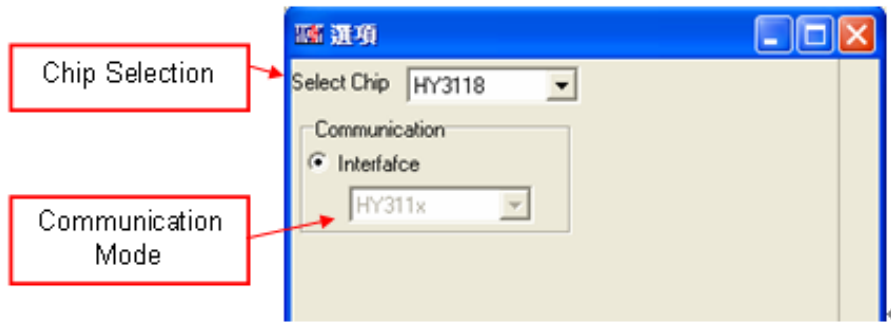 選項
Chip Selection
Select Chip HY3118
Communication
Interfafce
HY311x
Communication
Mode